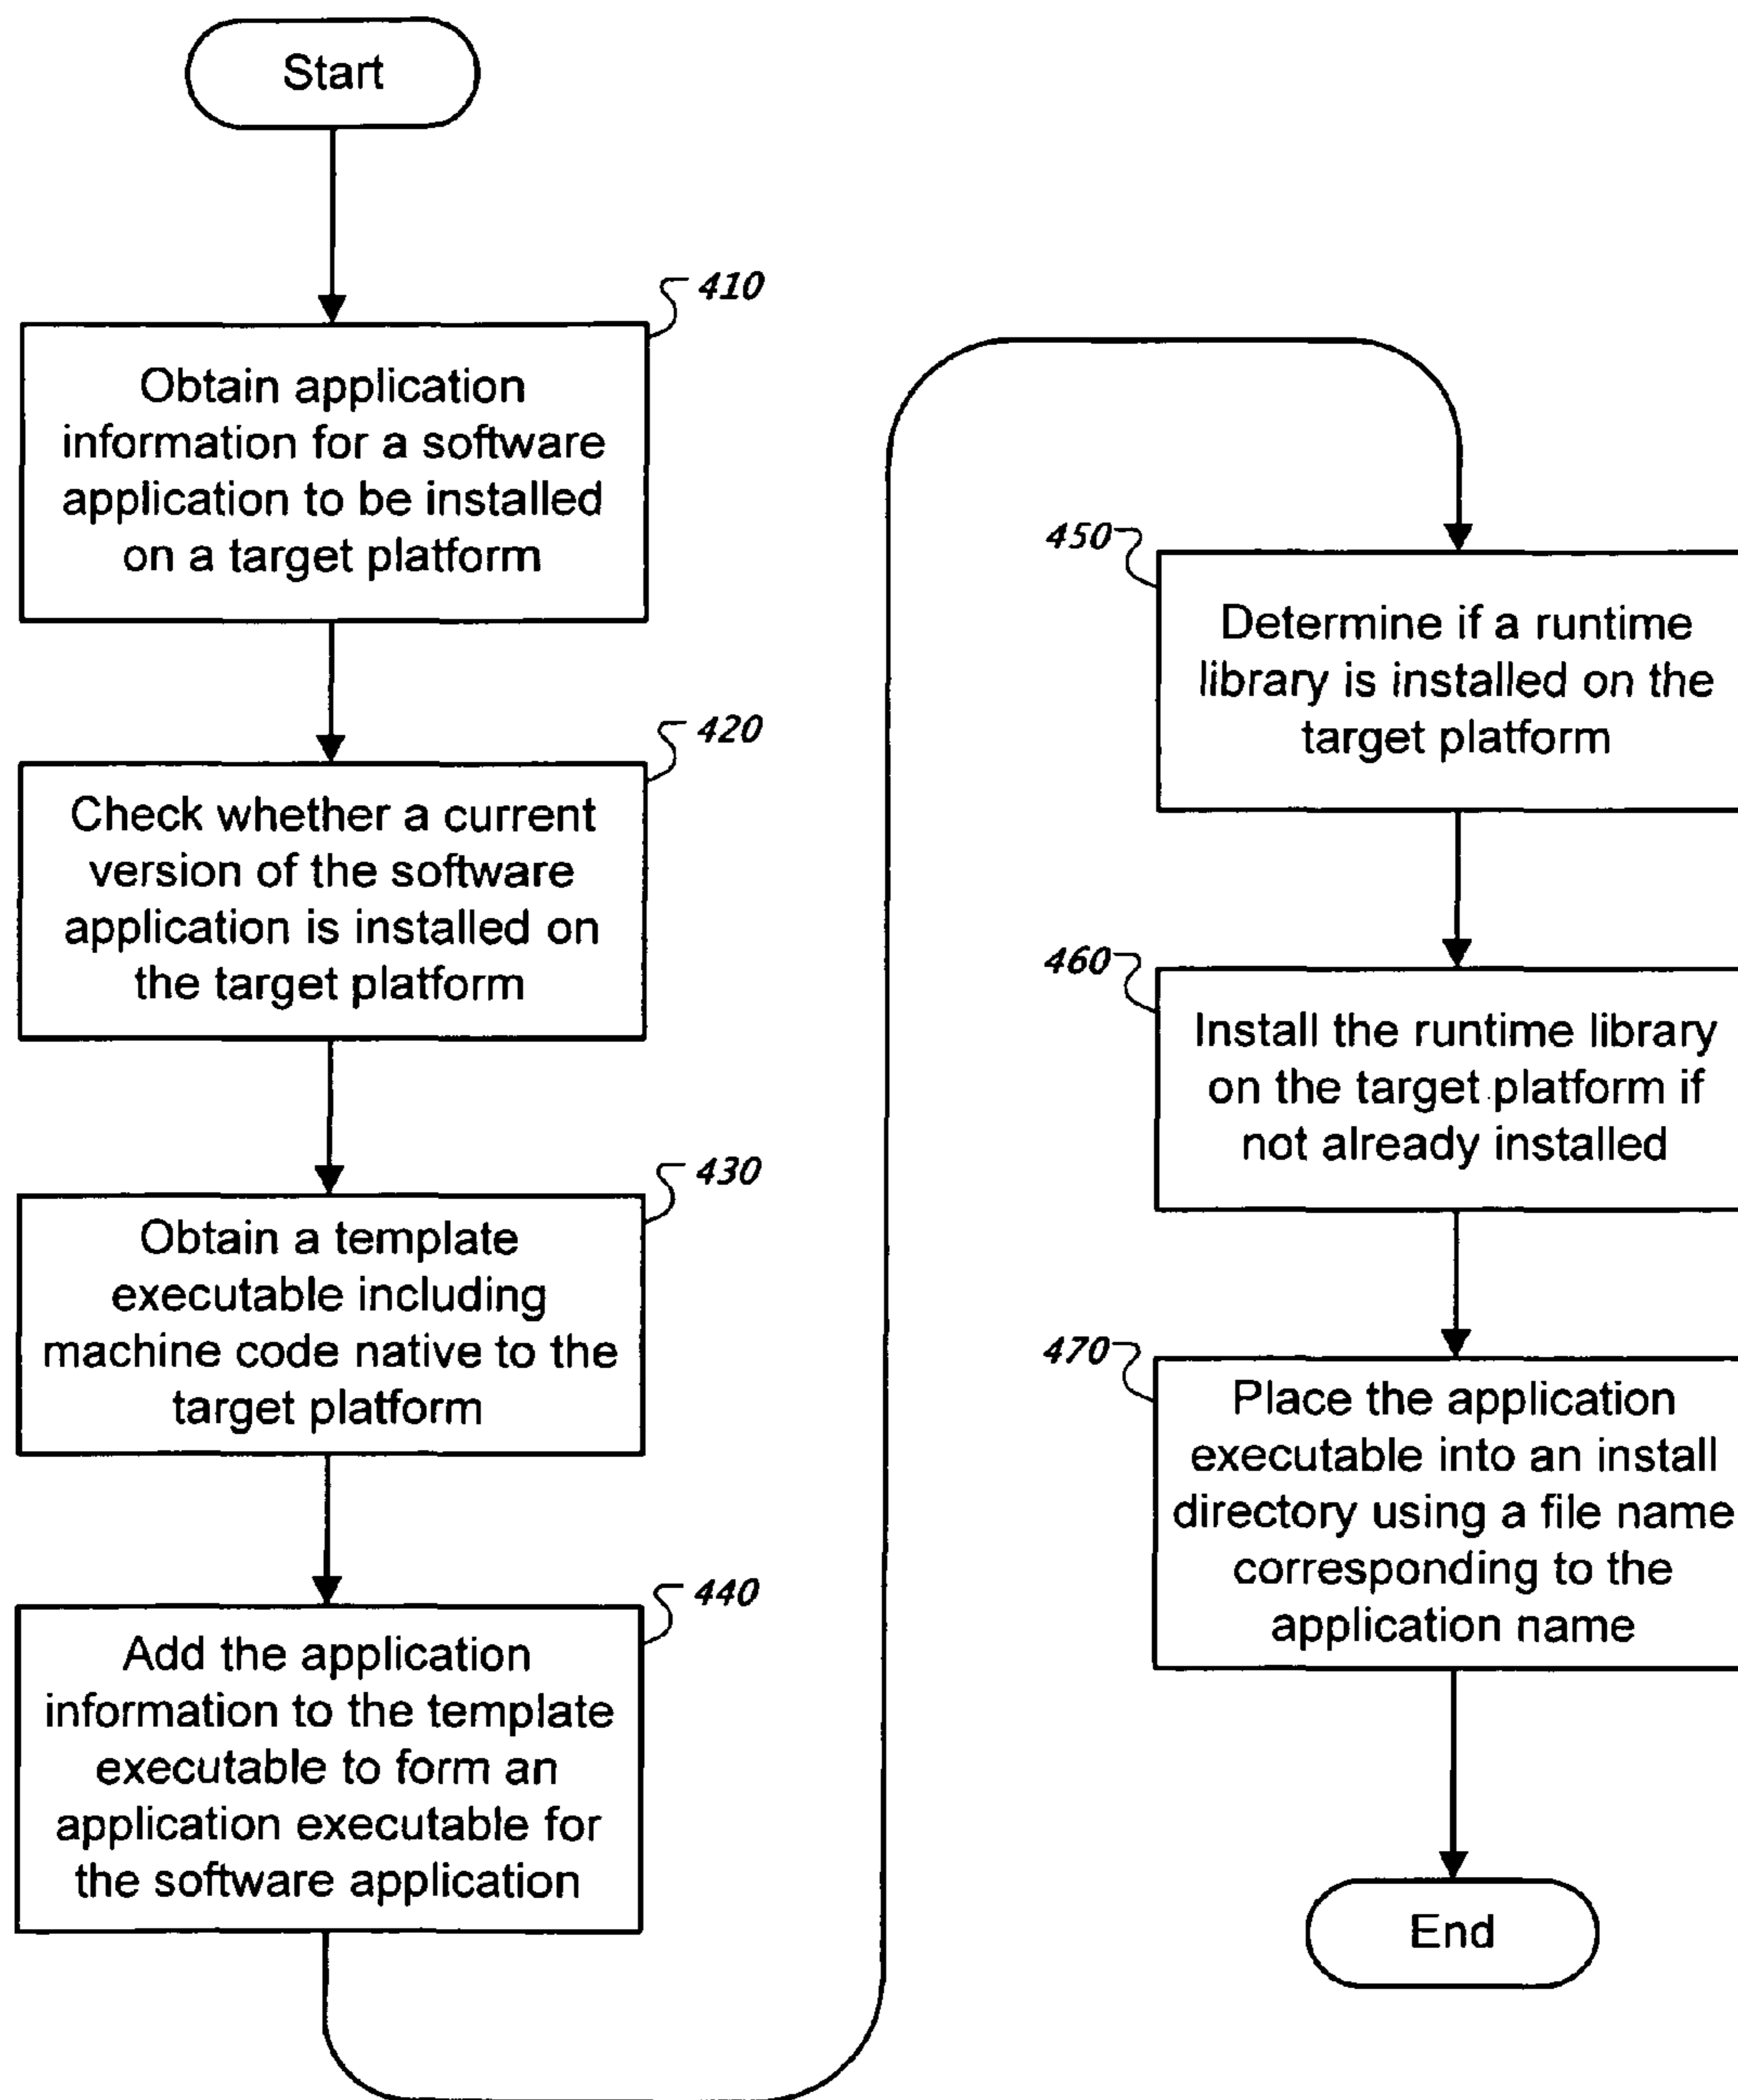 Start
410
Obtain application
information for a software
application to be installed
on a target platform
420
Check whether a current
version of the software
application is installed on
the target platform
430
Obtain a template
executable including
machine code native to the
target platform
440
Add the application
information to the template
executable to form an
application executable for
the software application
450
Determine if a runtime
library is installed on the
target platform
460
Install the runtime library
on the target platform if
not already installed
470
Place the application
executable into an install
directory using a file name
corresponding to the
application name
End